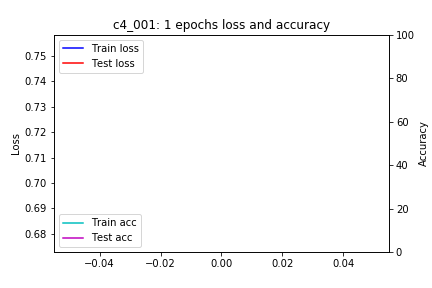 c4_001: 1 epochs loss and accuracy
Train loss
Test loss
Train acc
Test acc
Loss
0.75
0.74
0.73
0.72
0.71
0.70
0.69
0.68
Accuracy
100
80
60
40
20
0
−0.04
−0.02
0.00
0.02
0.04